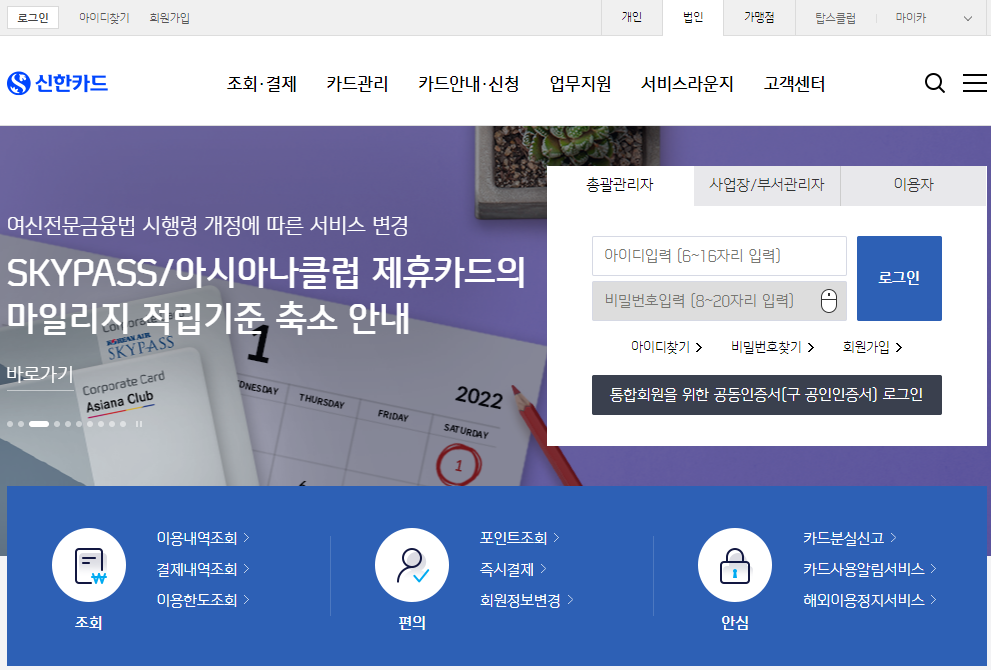 로그인 아이디찾기 회원가입 개인 법인 가맹점 탑스클럽 마이카
신한카드 조회·결제 카드관리 카드안내·신청 업무지원 서비스라운지 고객센터
여신전문금융법 시행령 개정에 따른 서비스 변경
SKYPASS/아시아나클럽 제휴카드의
마일리지 적립기준 축소 안내
바로가기
Corporate Card
KOREAN AIR
SKYPASS
Corporate Card
Asiana Club
1
2022
THURSDAY
FRIDAY
SATURDAY
1
총괄관리자 사업장/부서관리자 이용자
아이디입력 (6~16자리 입력)
비밀번호입력 (8~20자리 입력)
로그인
아이디찾기 비밀번호찾기 회원가입
통합회원을 위한 공동인증서(구 공인인증서) 로그인
조회
이용내역조회
결제내역조회
이용한도조회
편의
포인트조회
즉시결제
회원정보변경
안심
카드분실신고
카드사용알림서비스
해외이용정지서비스